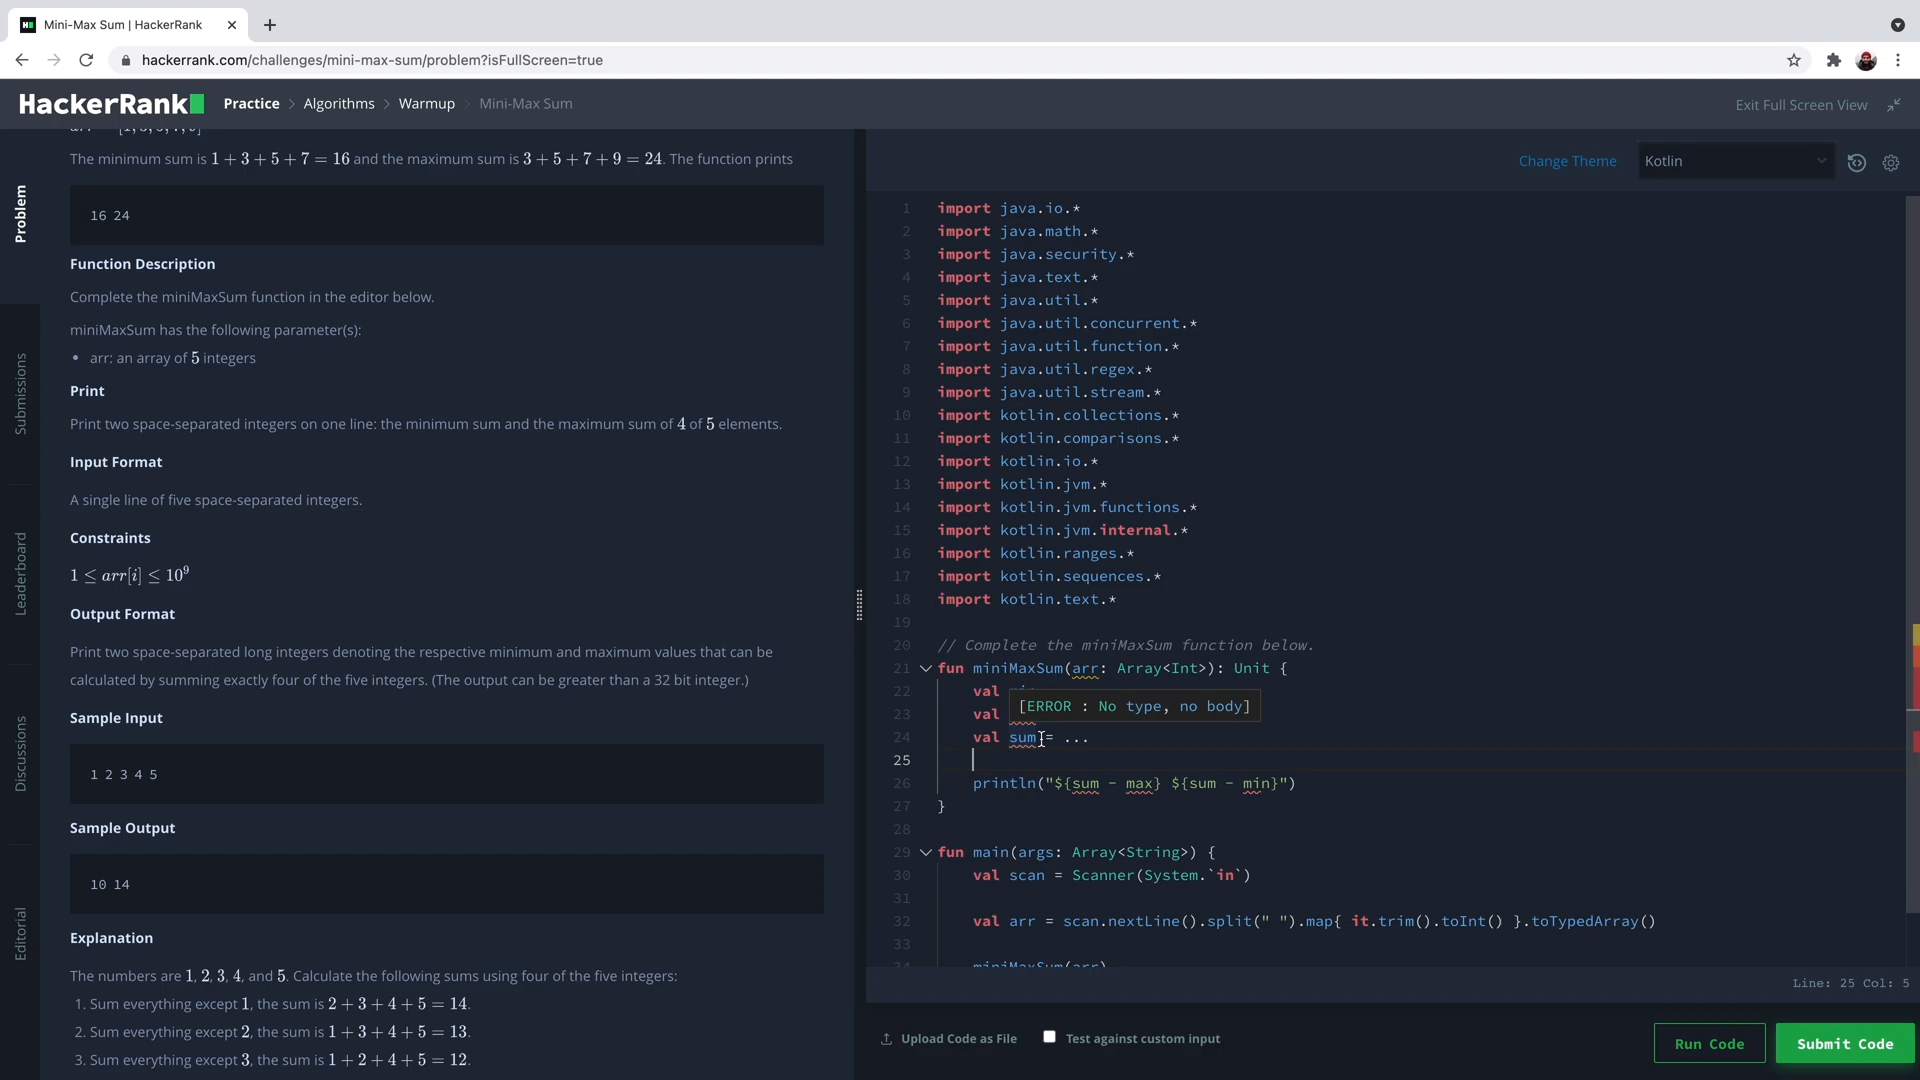 Mini-Max Sum | HackerRank
hackerrank.com/challenges/mini-max-sum/problem?isFullScreen=true
HackerRank
Practice > Algorithms > Warmup > Mini-Max Sum
Exit Full Screen View
Problem
Submissions
Leaderboard
Discussions
Editorial
The minimum sum is 1 + 3 + 5 + 7 = 16 and the maximum sum is 3 + 5 + 7 + 9 = 24. The function prints
16 24
Function Description
Complete the miniMaxSum function in the editor below.
miniMaxSum has the following parameter(s):
• arr: an array of 5 integers
Print
Print two space-separated integers on one line: the minimum sum and the maximum sum of 4 of 5 elements.
Input Format
A single line of five space-separated integers.
Constraints
1 ≤ arr[i] ≤ 10⁹
Output Format
Print two space-separated long integers denoting the respective minimum and maximum values that can be
calculated by summing exactly four of the five integers. (The output can be greater than a 32 bit integer.)
Sample Input
1 2 3 4 5
Sample Output
10 14
Explanation
The numbers are 1, 2, 3, 4, and 5. Calculate the following sums using four of the five integers:
1. Sum everything except 1, the sum is 2 + 3 + 4 + 5 = 14.
2. Sum everything except 2, the sum is 1 + 3 + 4 + 5 = 13.
3. Sum everything except 3, the sum is 1 + 2 + 4 + 5 = 12.
Change Theme
Kotlin
1 import java.io.*
2 import java.math.*
3 import java.security.*
4 import java.text.*
5 import java.util.*
6 import java.util.concurrent.*
7 import java.util.function.*
8 import java.util.regex.*
9 import java.util.stream.*
10 import kotlin.collections.*
11 import kotlin.comparisons.*
12 import kotlin.io.*
13 import kotlin.jvm.*
14 import kotlin.jvm.functions.*
15 import kotlin.jvm.internal.*
16 import kotlin.ranges.*
17 import kotlin.sequences.*
18 import kotlin.text.*
19
20 // Complete the miniMaxSum function below.
21 fun miniMaxSum(arr: Array<Int>): Unit {
22 val
[ERROR : No type, no body]
23 val
24 val sum = ...
25
26 println("${sum - max} ${sum - min}")
27 }
28
29 fun main(args: Array<String>) {
30 val scan = Scanner(System.`in`)
31
32 val arr = scan.nextLine().split(" ").map{ it.trim().toInt() }.toTypedArray()
33
34 miniMaxSum(arr)
Line: 25 Col: 5
Upload Code as File
Test against custom input
Run Code
Submit Code